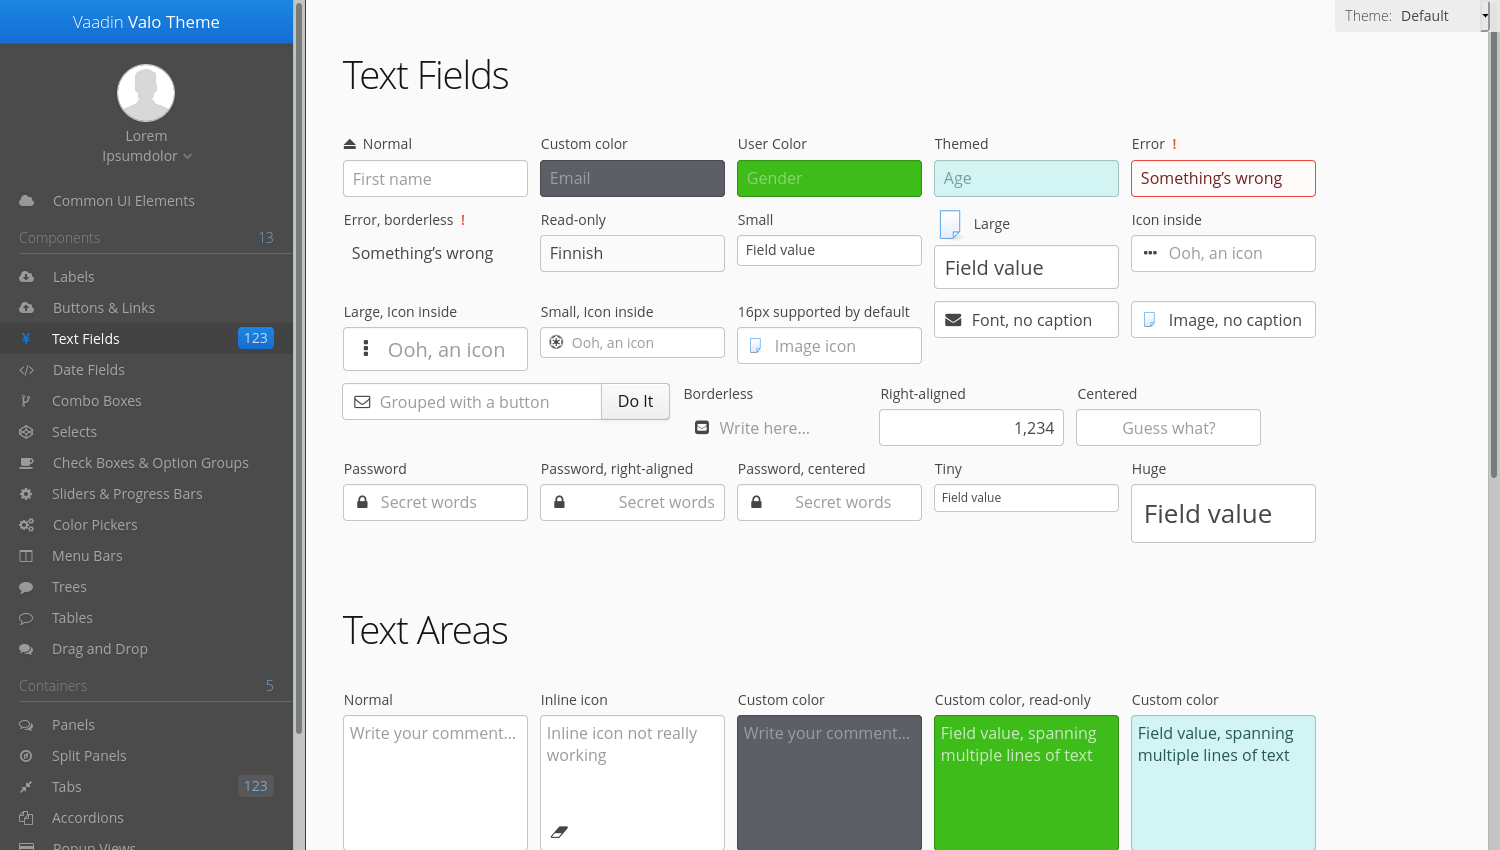 Vaadin Valo Theme
Lorem
Ipsumdolor
Common UI Elements
Components 13
Labels
Buttons & Links
Text Fields 123
Date Fields
Combo Boxes
Selects
Check Boxes & Option Groups
Sliders & Progress Bars
Color Pickers
Menu Bars
Trees
Tables
Drag and Drop
Containers 5
Panels
Split Panels
Tabs 123
Accordions
Popup Views
Theme: Default
Text Fields
Normal Custom color User Color Themed Error !
First name Email Gender Age Something's wrong
Error, borderless ! Read-only Small Large Icon inside
Something's wrong Finnish Field value Field value Ooh, an icon
Large, Icon inside Small, Icon inside 16px supported by default Font, no caption Image, no caption
Ooh, an icon Ooh, an icon Image icon
Grouped with a button Do It Borderless Right-aligned Centered
Write here... 1,234 Guess what?
Password Password, right-aligned Password, centered Tiny Huge
Secret words Secret words Secret words Field value Field value
Text Areas
Normal Inline icon Custom color Custom color, read-only Custom color
Write your comment... Inline icon not really Write your comment... Field value, spanning Field value, spanning
working multiple lines of text multiple lines of text